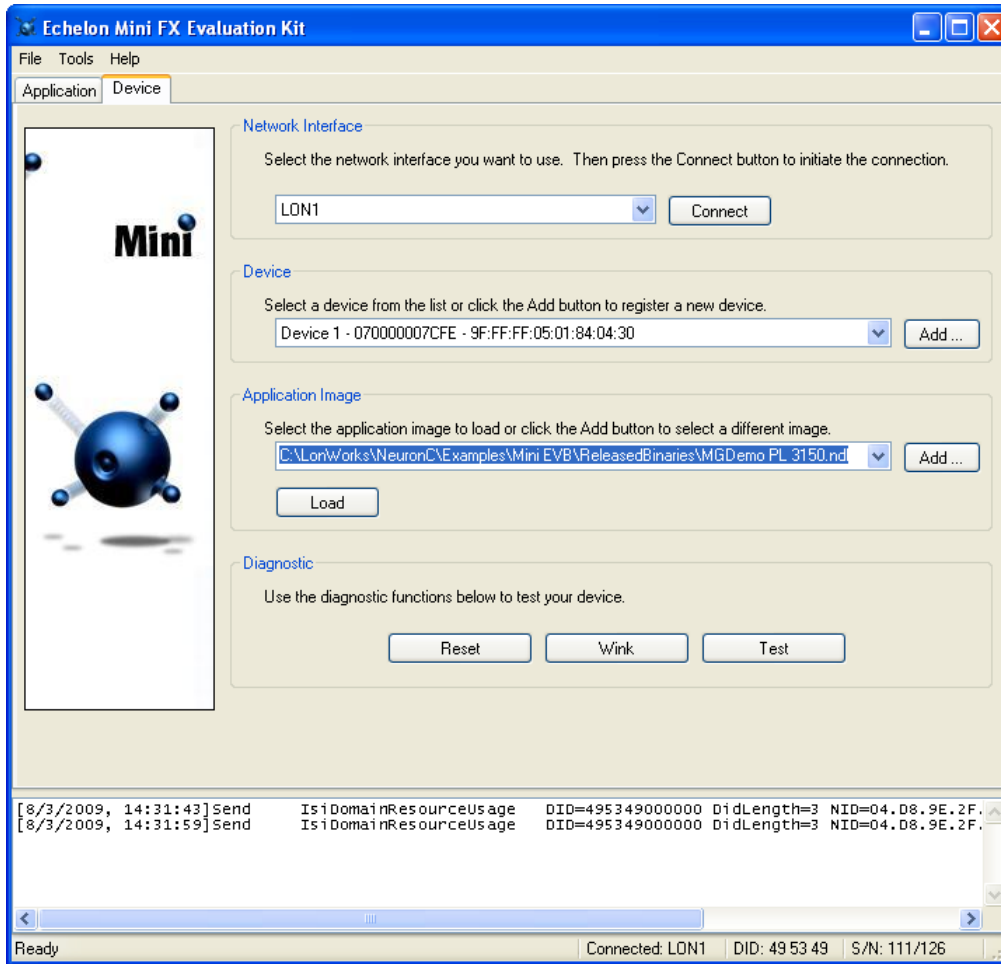 Echelon Mini FX Evaluation Kit
File Tools Help
Application Device
Mini
Network Interface
Select the network interface you want to use. Then press the Connect button to initiate the connection.
LON1 Connect
Device
Select a device from the list or click the Add button to register a new device.
Device 1 - 070000007CFE - 9F:FF:FF:05:01:84:04:30 Add ...
Application Image
Select the application image to load or click the Add button to select a different image.
C:\LonWorks\NeuronC\Examples\Mini EVB\ReleasedBinaries\MGDemo PL 3150.nd Add ...
Load
Diagnostic
Use the diagnostic functions below to test your device.
Reset Wink Test
[8/3/2009, 14:31:43]Send IsiDomainResourceUsage DID=495349000000 DidLength=3 NID=04.D8.9E.2F.
[8/3/2009, 14:31:59]Send IsiDomainResourceUsage DID=495349000000 DidLength=3 NID=04.D8.9E.2F.
Ready Connected: LON1 DID: 49 53 49 S/N: 111/126